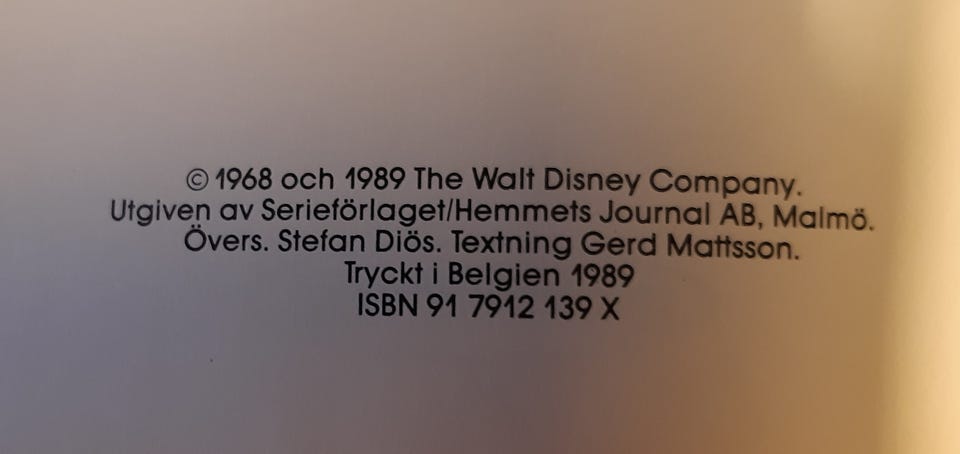 © 1968 och 1989 The Walt Disney Company.
Utgiven av Serieförlaget/Hemmets Journal AB, Malmö.
Övers. Stefan Diös. Textning Gerd Mattsson.
Tryckt i Belgien 1989
ISBN 91 7912 139 X